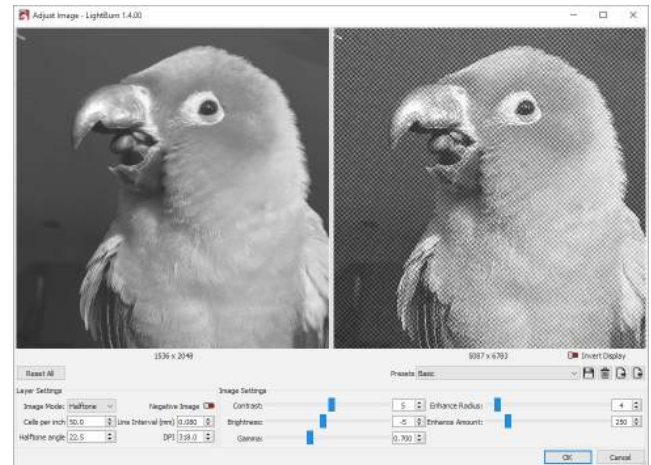 Adjust Image - LightBurn 1.4.00
1536 x 2048
5087 x 6783
Invert Display
Reset All
Presets Basic
Layer Settings
Image Settings
Image Mode: Halftone
Negative Image
Contrast: 5
Enhance Radius: 4
Cells per inch 50.0
Line Interval (mm) 0.080
Brightness: -5
Enhance Amount: 250
Halftone angle 22.5
DPI 318.0
Gamma: 0.700
OK
Cancel